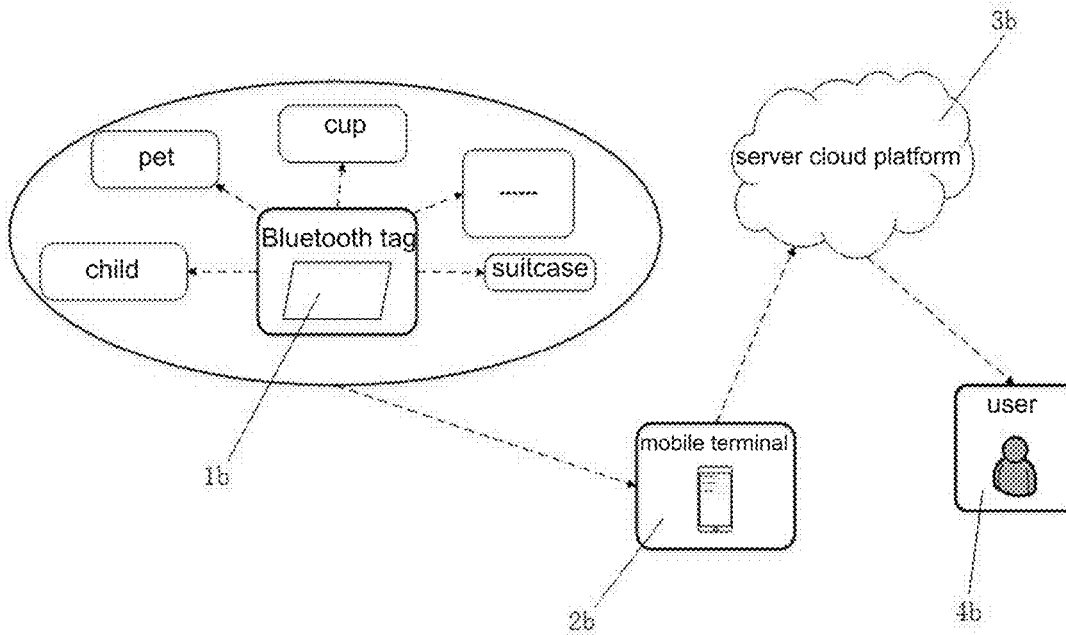 3b
cup
pet
------
server cloud platform
Bluetooth tag
child
suitcase
user
mobile terminal
1b
2b
4b